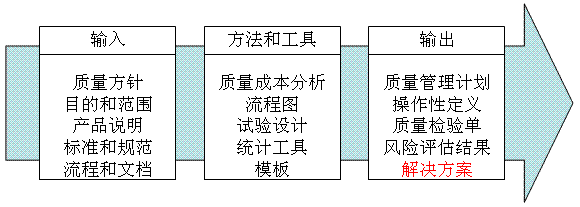 输入
质量方针
目的和范围
产品说明
标准和规范
流程和文档
方法和工具
质量成本分析
流程图
试验设计
统计工具
模板
输出
质量管理计划
操作性定义
质量检验单
风险评估结果
解决方案